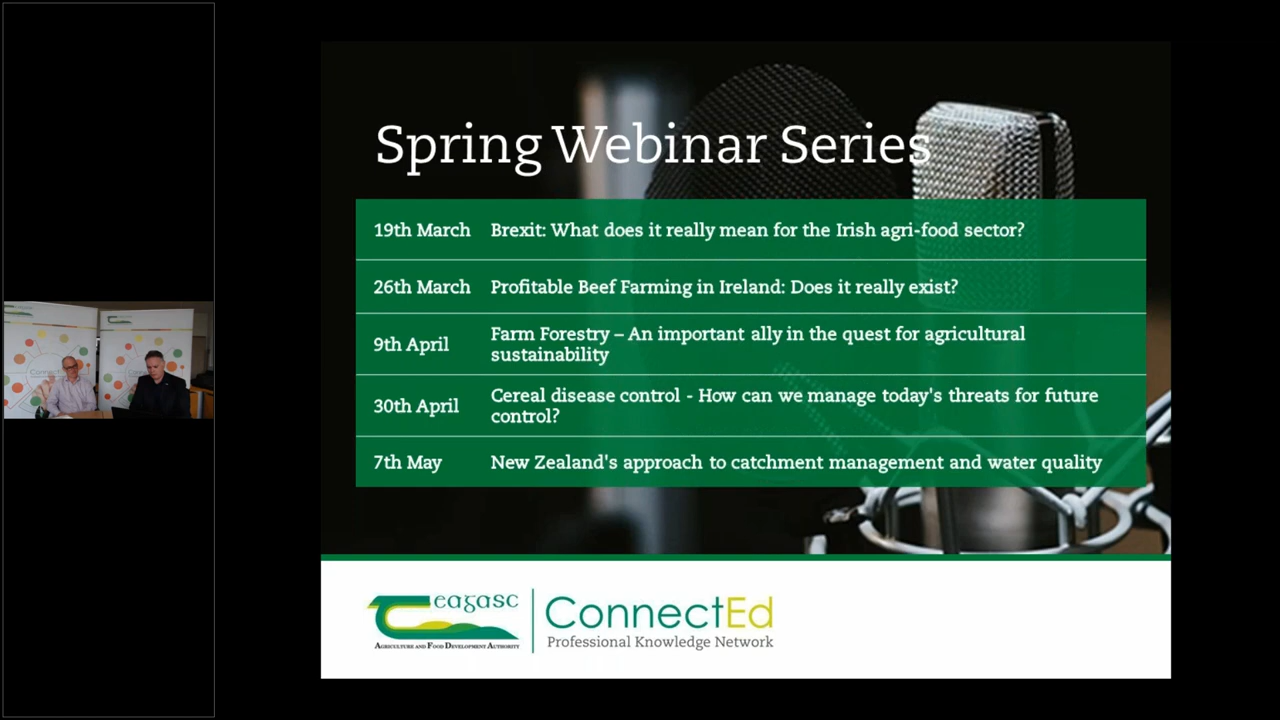 Spring Webinar Series
19th March Brexit: What does it really mean for the Irish agri-food sector?
26th March Profitable Beef Farming in Ireland: Does it really exist?
9th April Farm Forestry – An important ally in the quest for agricultural
sustainability
30th April Cereal disease control - How can we manage today's threats for future
control?
7th May New Zealand's approach to catchment management and water quality
eagasc
AGRICULTURE AND FOOD DEVELOPMENT AUTHORITY
ConnectEd
Professional Knowledge Network